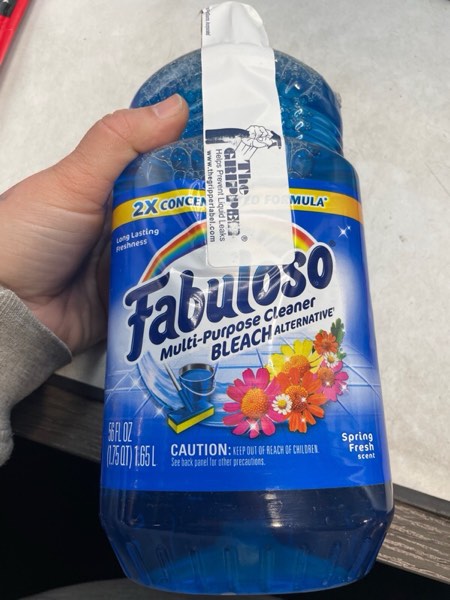 The
GRIPPER®
Helps Prevent Liquid Leaks
www.thegripperlabel.com
2X CONCEN TED FORMULA*
Long Lasting
Freshness
Fabuloso®
Multi-Purpose Cleaner
BLEACH ALTERNATIVE†
56 FL OZ
(1.75 QT) 1.65 L
CAUTION: KEEP OUT OF REACH OF CHILDREN.
See back panel for other precautions.
Spring
Fresh
scent